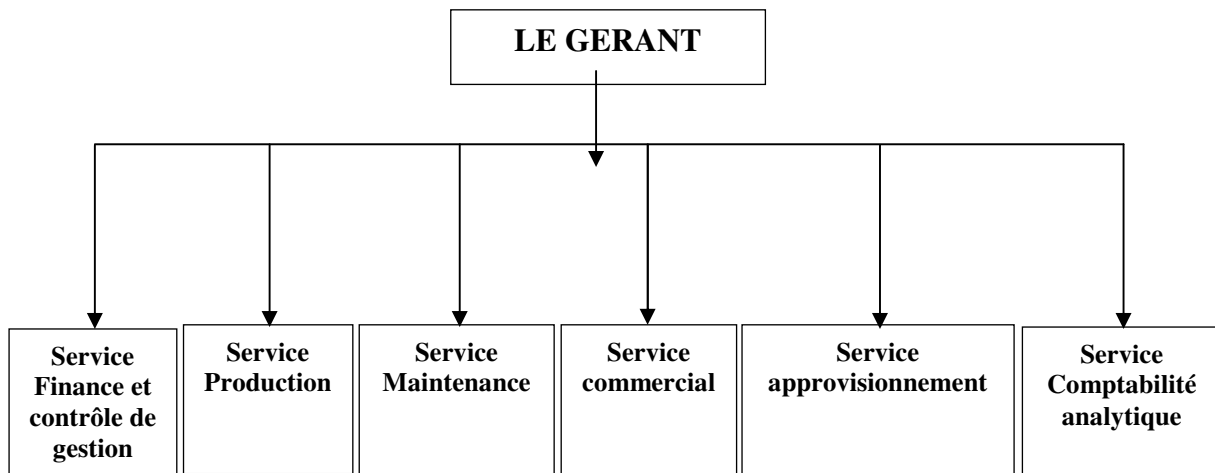 LE GERANT
Service
Finance et
contrôle de
gestion
Service
Production
Service
Maintenance
Service
commercial
Service
approvisionnement
Service
Comptabilité
analytique